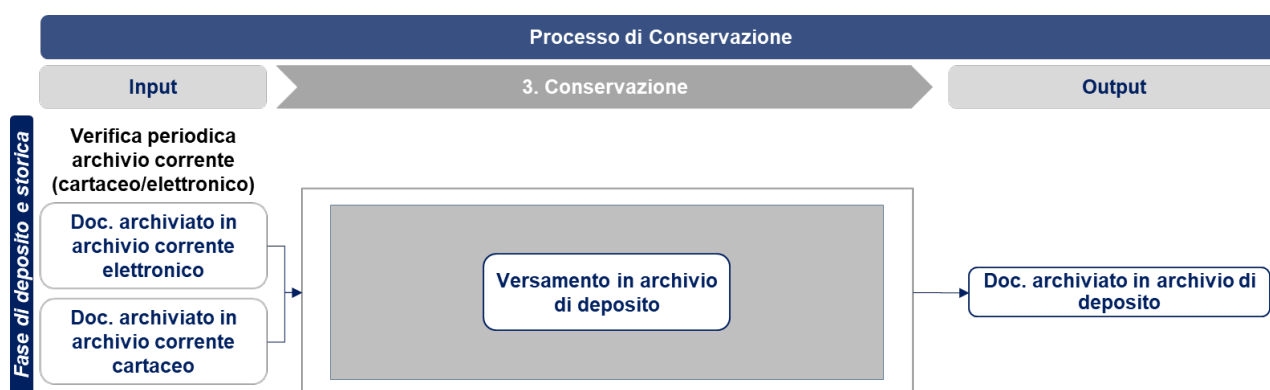 Processo di Conservazione
Input
3. Conservazione
Output
Fase di deposito e storica
Verifica periodica
archivio corrente
(cartaceo/elettronico)
Doc. archiviato in
archivio corrente
elettronico
Doc. archiviato in
archivio corrente
cartaceo
Versamento in archivio
di deposito
Doc. archiviato in archivio di
deposito